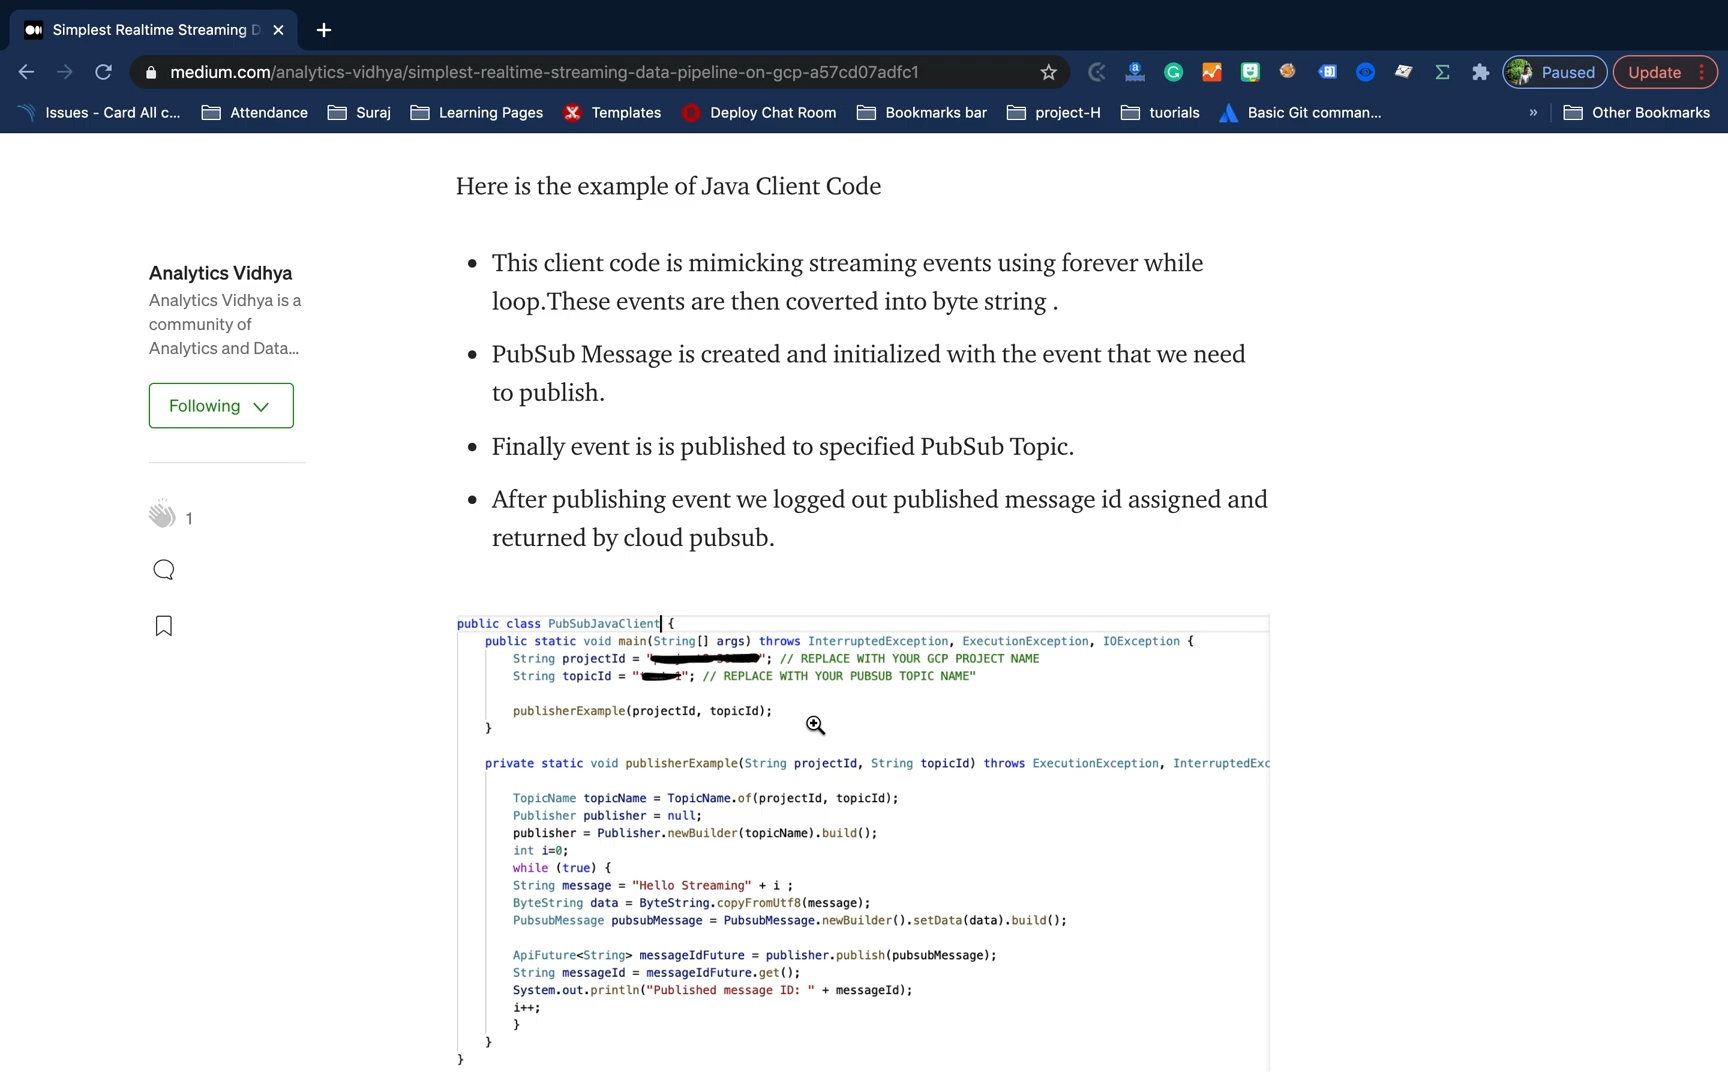 Simplest Realtime Streaming D
medium.com/analytics-vidhya/simplest-realtime-streaming-data-pipeline-on-gcp-a57cd07adfc1
Paused
Update
Issues - Card All c...
Attendance
Suraj
Learning Pages
Templates
Deploy Chat Room
Bookmarks bar
project-H
tuorials
Basic Git comman...
»
Other Bookmarks
Here is the example of Java Client Code
Analytics Vidhya
Analytics Vidhya is a
community of
Analytics and Data...
Following
1
• This client code is mimicking streaming events using forever while
loop.These events are then coverted into byte string .
• PubSub Message is created and initialized with the event that we need
to publish.
• Finally event is is published to specified PubSub Topic.
• After publishing event we logged out published message id assigned and
returned by cloud pubsub.
public class PubSubJavaClient {
public static void main(String[] args) throws InterruptedException, ExecutionException, IOException {
String projectId = " "; // REPLACE WITH YOUR GCP PROJECT NAME
String topicId = " "; // REPLACE WITH YOUR PUBSUB TOPIC NAME"
publisherExample(projectId, topicId);
}
private static void publisherExample(String projectId, String topicId) throws ExecutionException, InterruptedExc
TopicName topicName = TopicName.of(projectId, topicId);
Publisher publisher = null;
publisher = Publisher.newBuilder(topicName).build();
int i=0;
while (true) {
String message = "Hello Streaming" + i ;
ByteString data = ByteString.copyFromUtf8(message);
PubsubMessage pubsubMessage = PubsubMessage.newBuilder().setData(data).build();
ApiFuture<String> messageIdFuture = publisher.publish(pubsubMessage);
String messageId = messageIdFuture.get();
System.out.println("Published message ID: " + messageId);
i++;
}
}
}